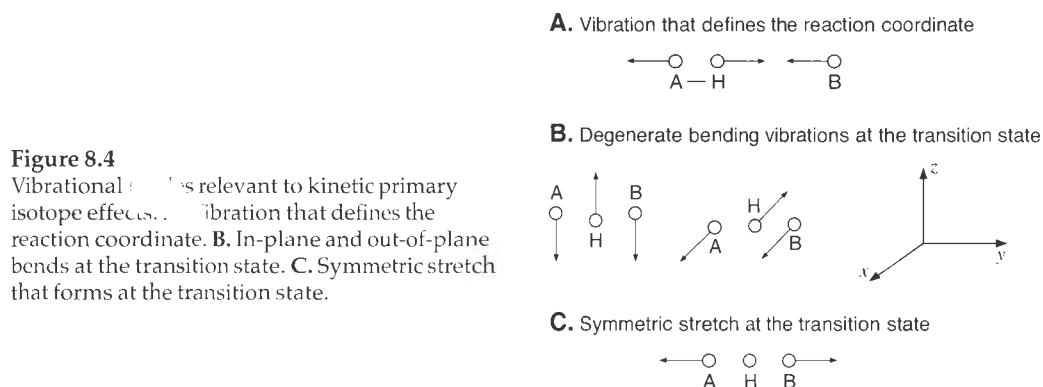 Figure 8.4
Vibrational relevant to kinetic primary
isotope that defines the
reaction coordinate. B. In-plane and out-of-plane
bends at the transition state. C. Symmetric stretch
that forms at the transition state.
A. Vibration that defines the reaction coordinate
A — H B
B. Degenerate bending vibrations at the transition state
A B H
H A B
z
y
x
C. Symmetric stretch at the transition state
A H B